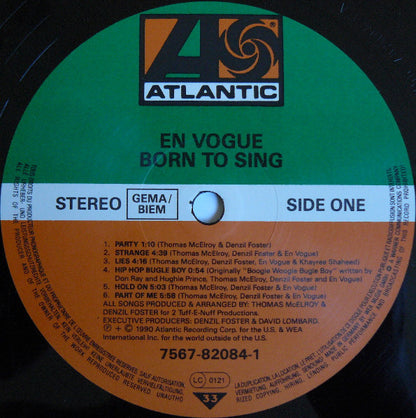 ATLANTIC
EN VOGUE
BORN TO SING
STEREO
GEMA/
BIEM
SIDE ONE
1. PARTY 1:10 (Thomas McElroy & Denzil Foster)
2. STRANGE 4:39 (Thomas McElroy, Denzil Foster & En Vogue)
3. LIES 4:16 (Thomas McElroy, Denzil Foster, En Vogue & Khayree Shaheed)
4. HIP HOP BUGLE BOY 0:54 (Originally "Boogie Woogie Bugle Boy" written by
Don Ray and Hughie Prince, Thomas McElroy, Denzil Foster and En Vogue)
5. HOLD ON 5:03 (Thomas McElroy, Denzil Foster & En Vogue)
6. PART OF ME 5:58 (Thomas McElroy, Denzil Foster & En Vogue)
ALL SONGS PRODUCED & ARRANGED BY: THOMAS McELROY &
DENZIL FOSTER for 2 Tuff-E-Nuff Productions.
EXECUTIVE PRODUCERS: DENZIL FOSTER & DAVID LOMBARD.
℗ + © 1990 Atlantic Recording Corp. for the U.S. & WEA
International Inc. for the world outside of the U.S.
7567-82084-1
LC 0121
33